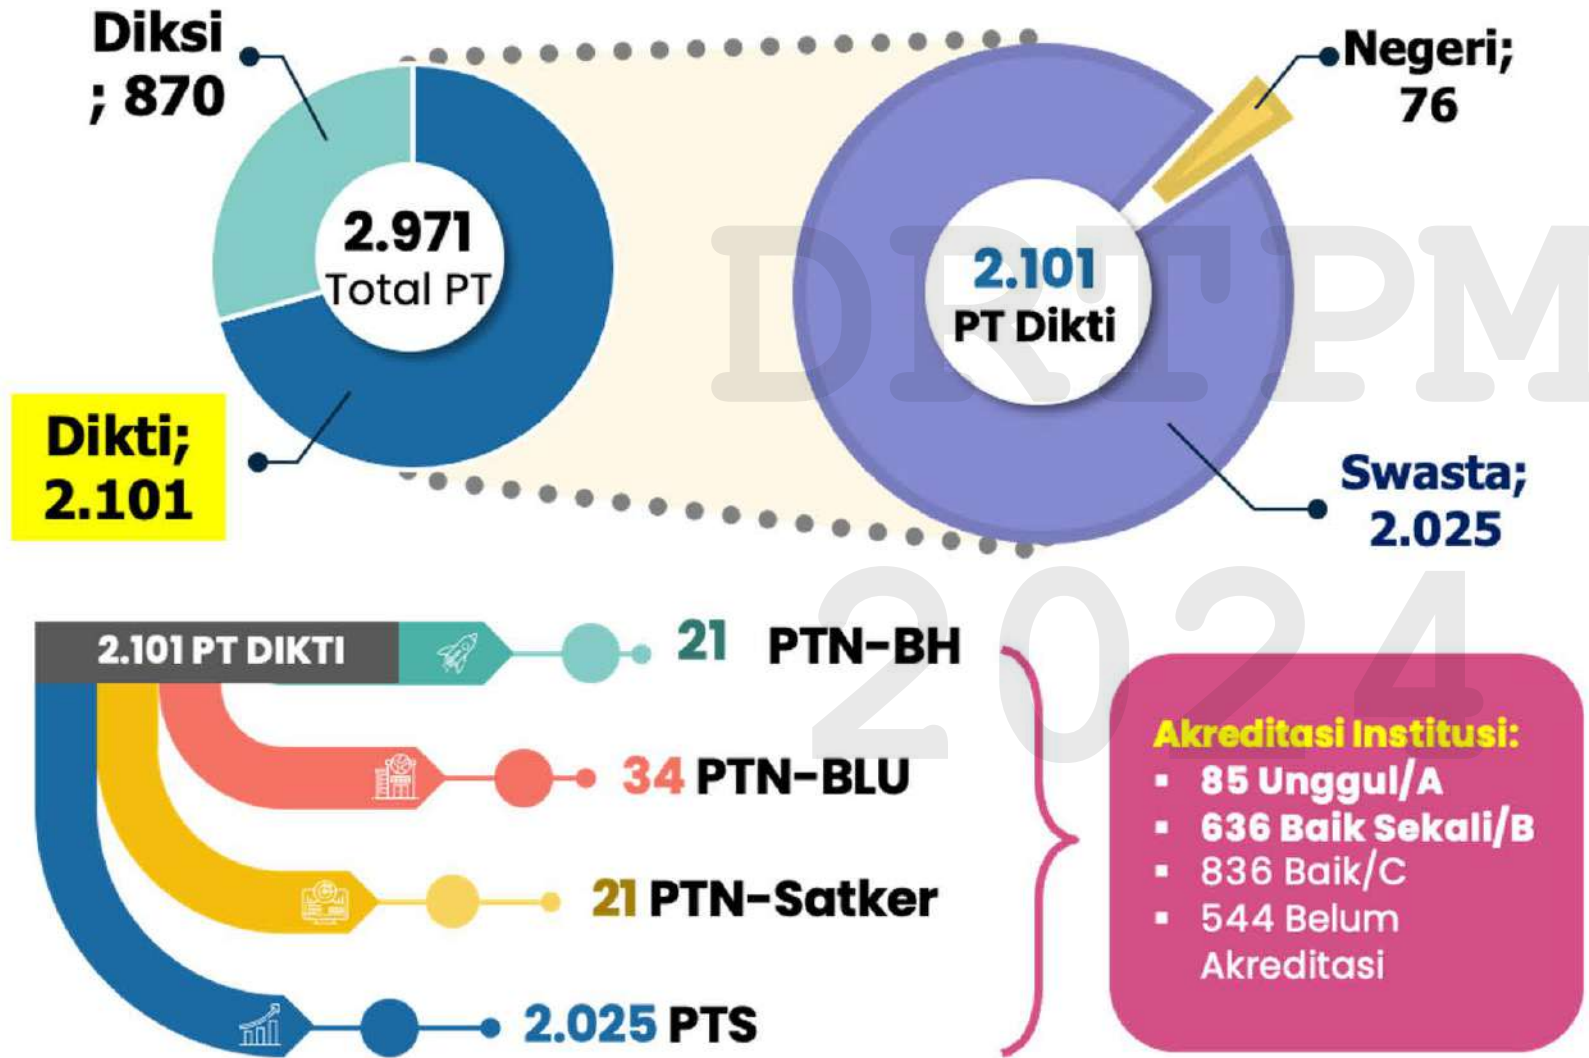 Diksi
; 870
2.971
Total PT
Dikti;
2.101
Negeri;
76
2.101
PT Dikti
Swasta;
2.025
DRTPM
2024
2.101 PT DIKTI
21 PTN-BH
34 PTN-BLU
21 PTN-Satker
2.025 PTS
Akreditasi Institusi:
▪ 85 Unggul/A
▪ 636 Baik Sekali/B
▪ 836 Baik/C
▪ 544 Belum
Akreditasi